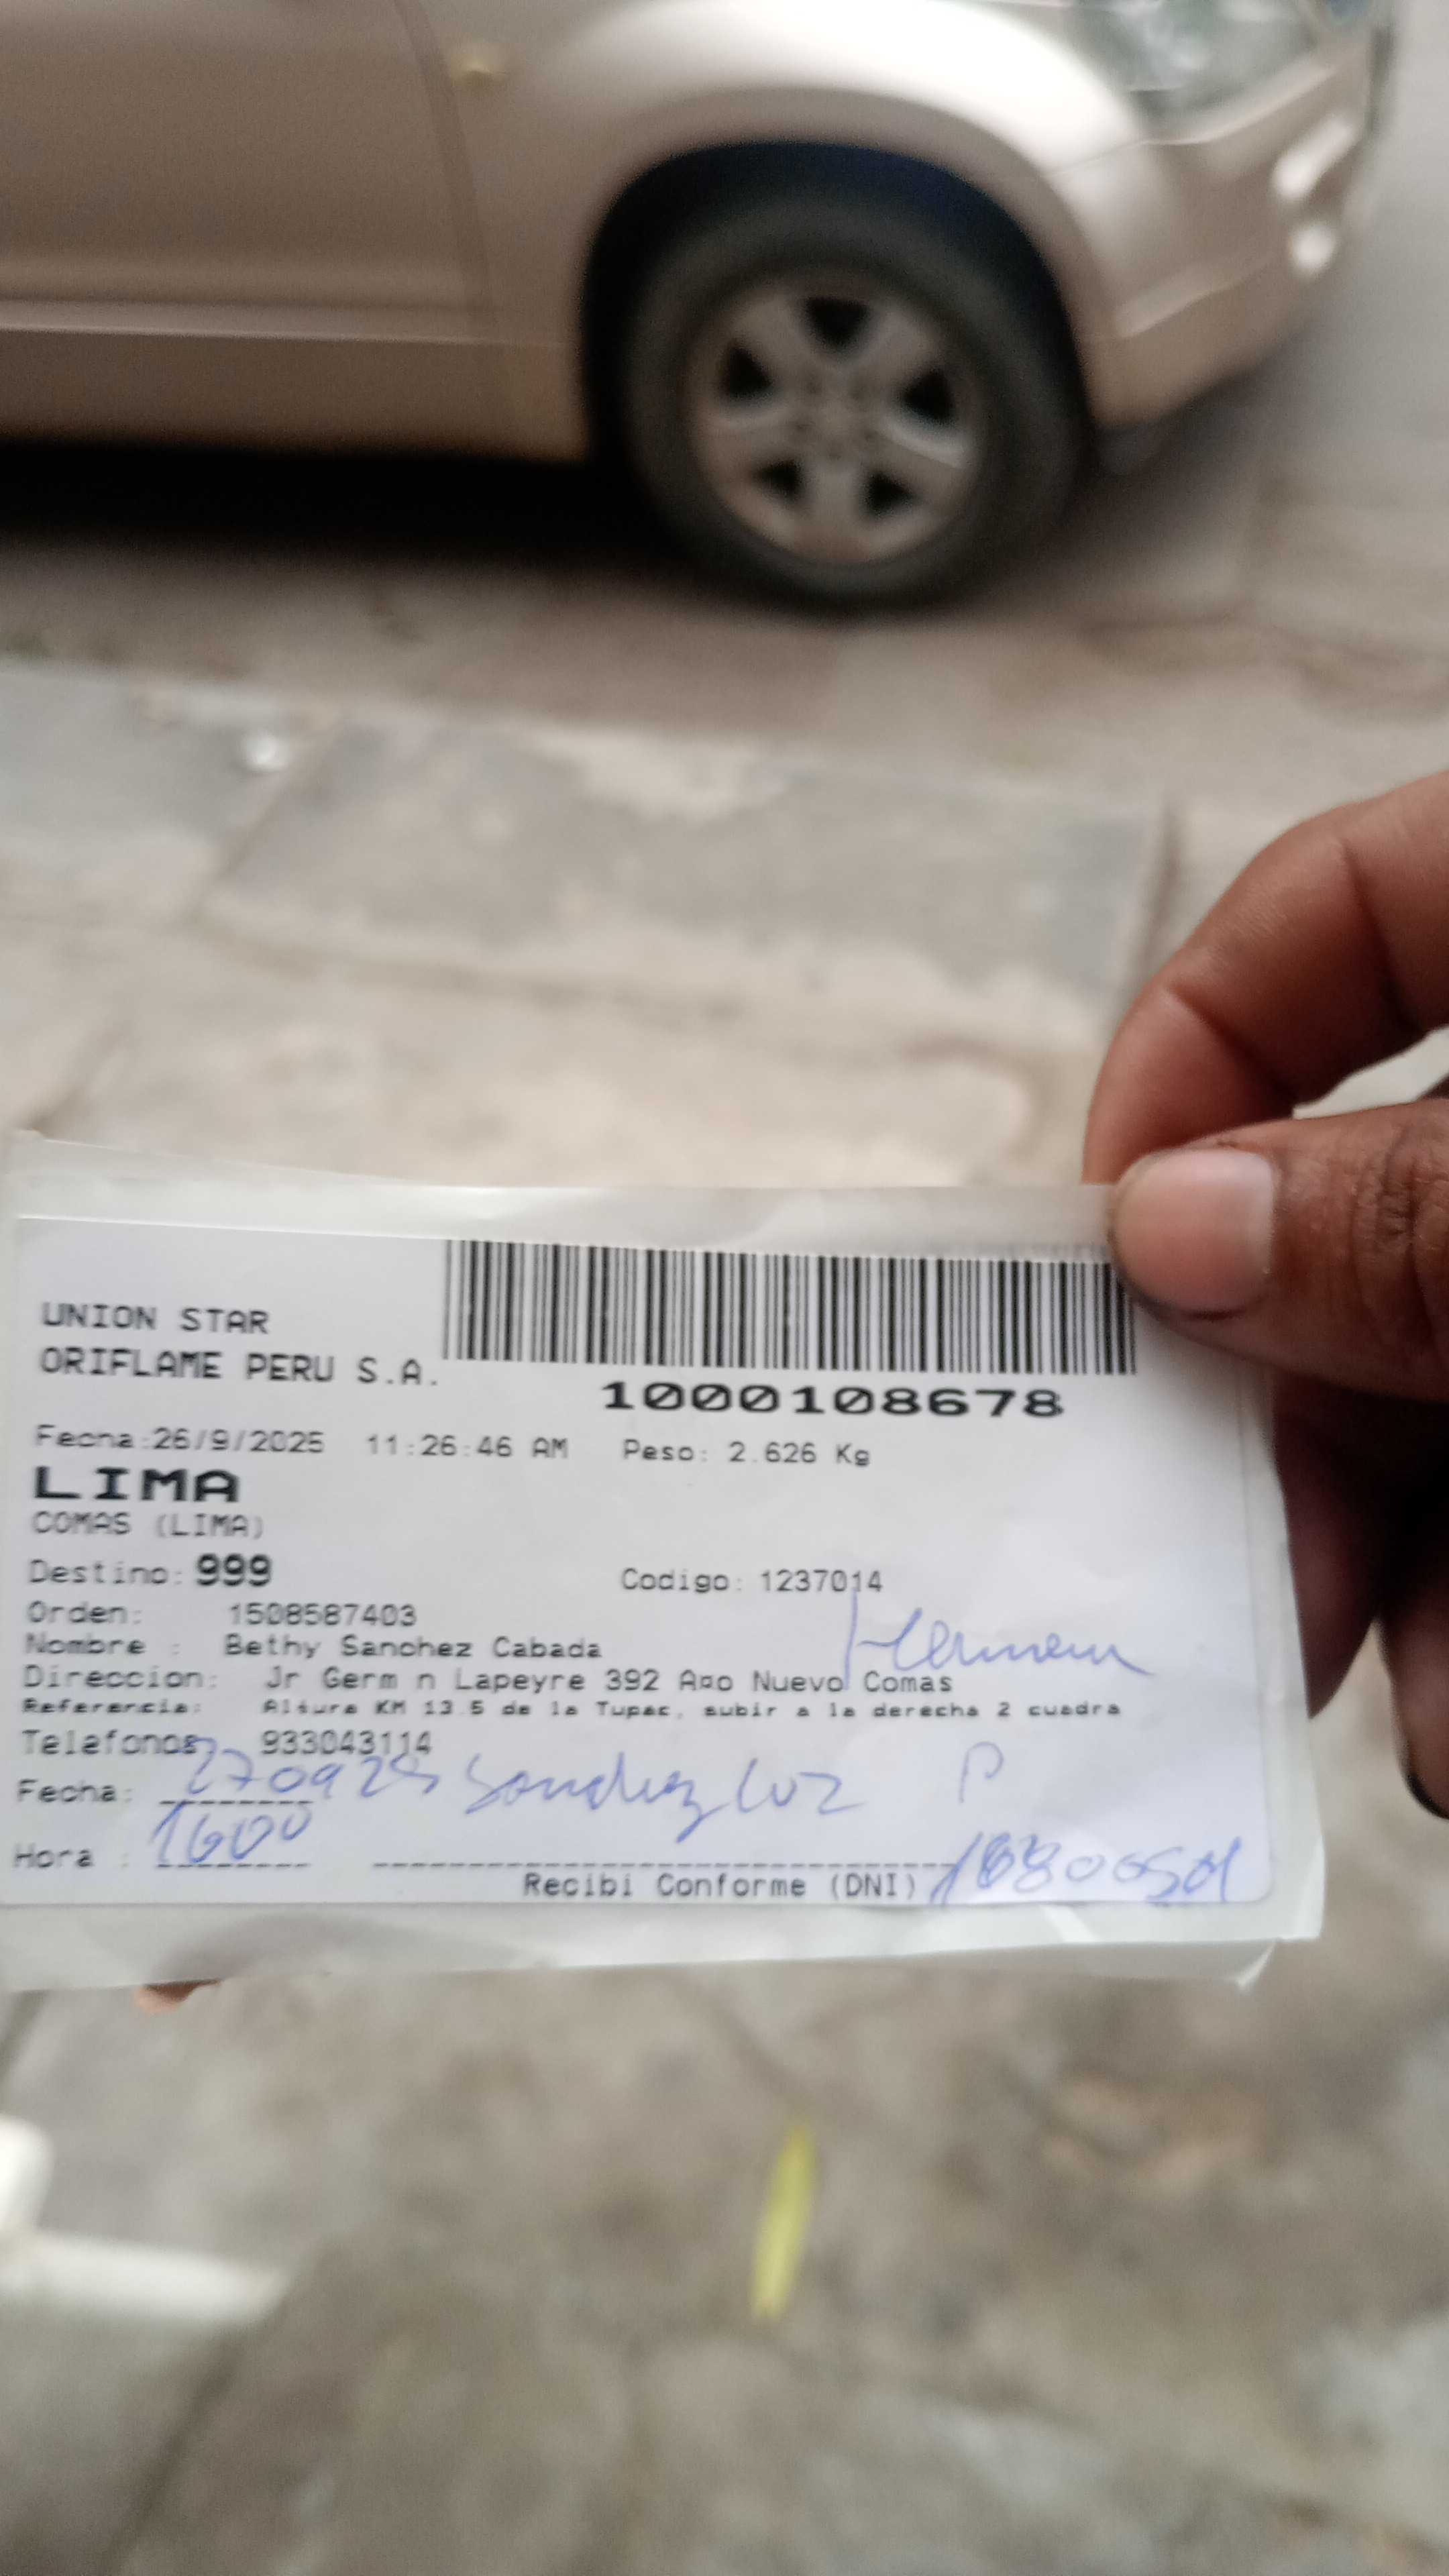 UNION STAR
ORIFLAME PERU S.A.
1000108678
Fecha:26/9/2025 11:26:46 AM Peso: 2.626 Kg
LIMA
COMAS (LIMA)
Destino: 999 Codigo: 1237014
Orden: 1508587403
Nombre : Bethy Sanchez Cabada
Direccion: Jr Germ n Lapeyre 392 A¤o Nuevo Comas
Referencia: Altura KM 13.5 de la Tupac, subir a la derecha 2 cuadra
Telefonos: 933043114
Fecha: 270925 Sanchez Luz P
Hora : 1600
Recibi Conforme (DNI)